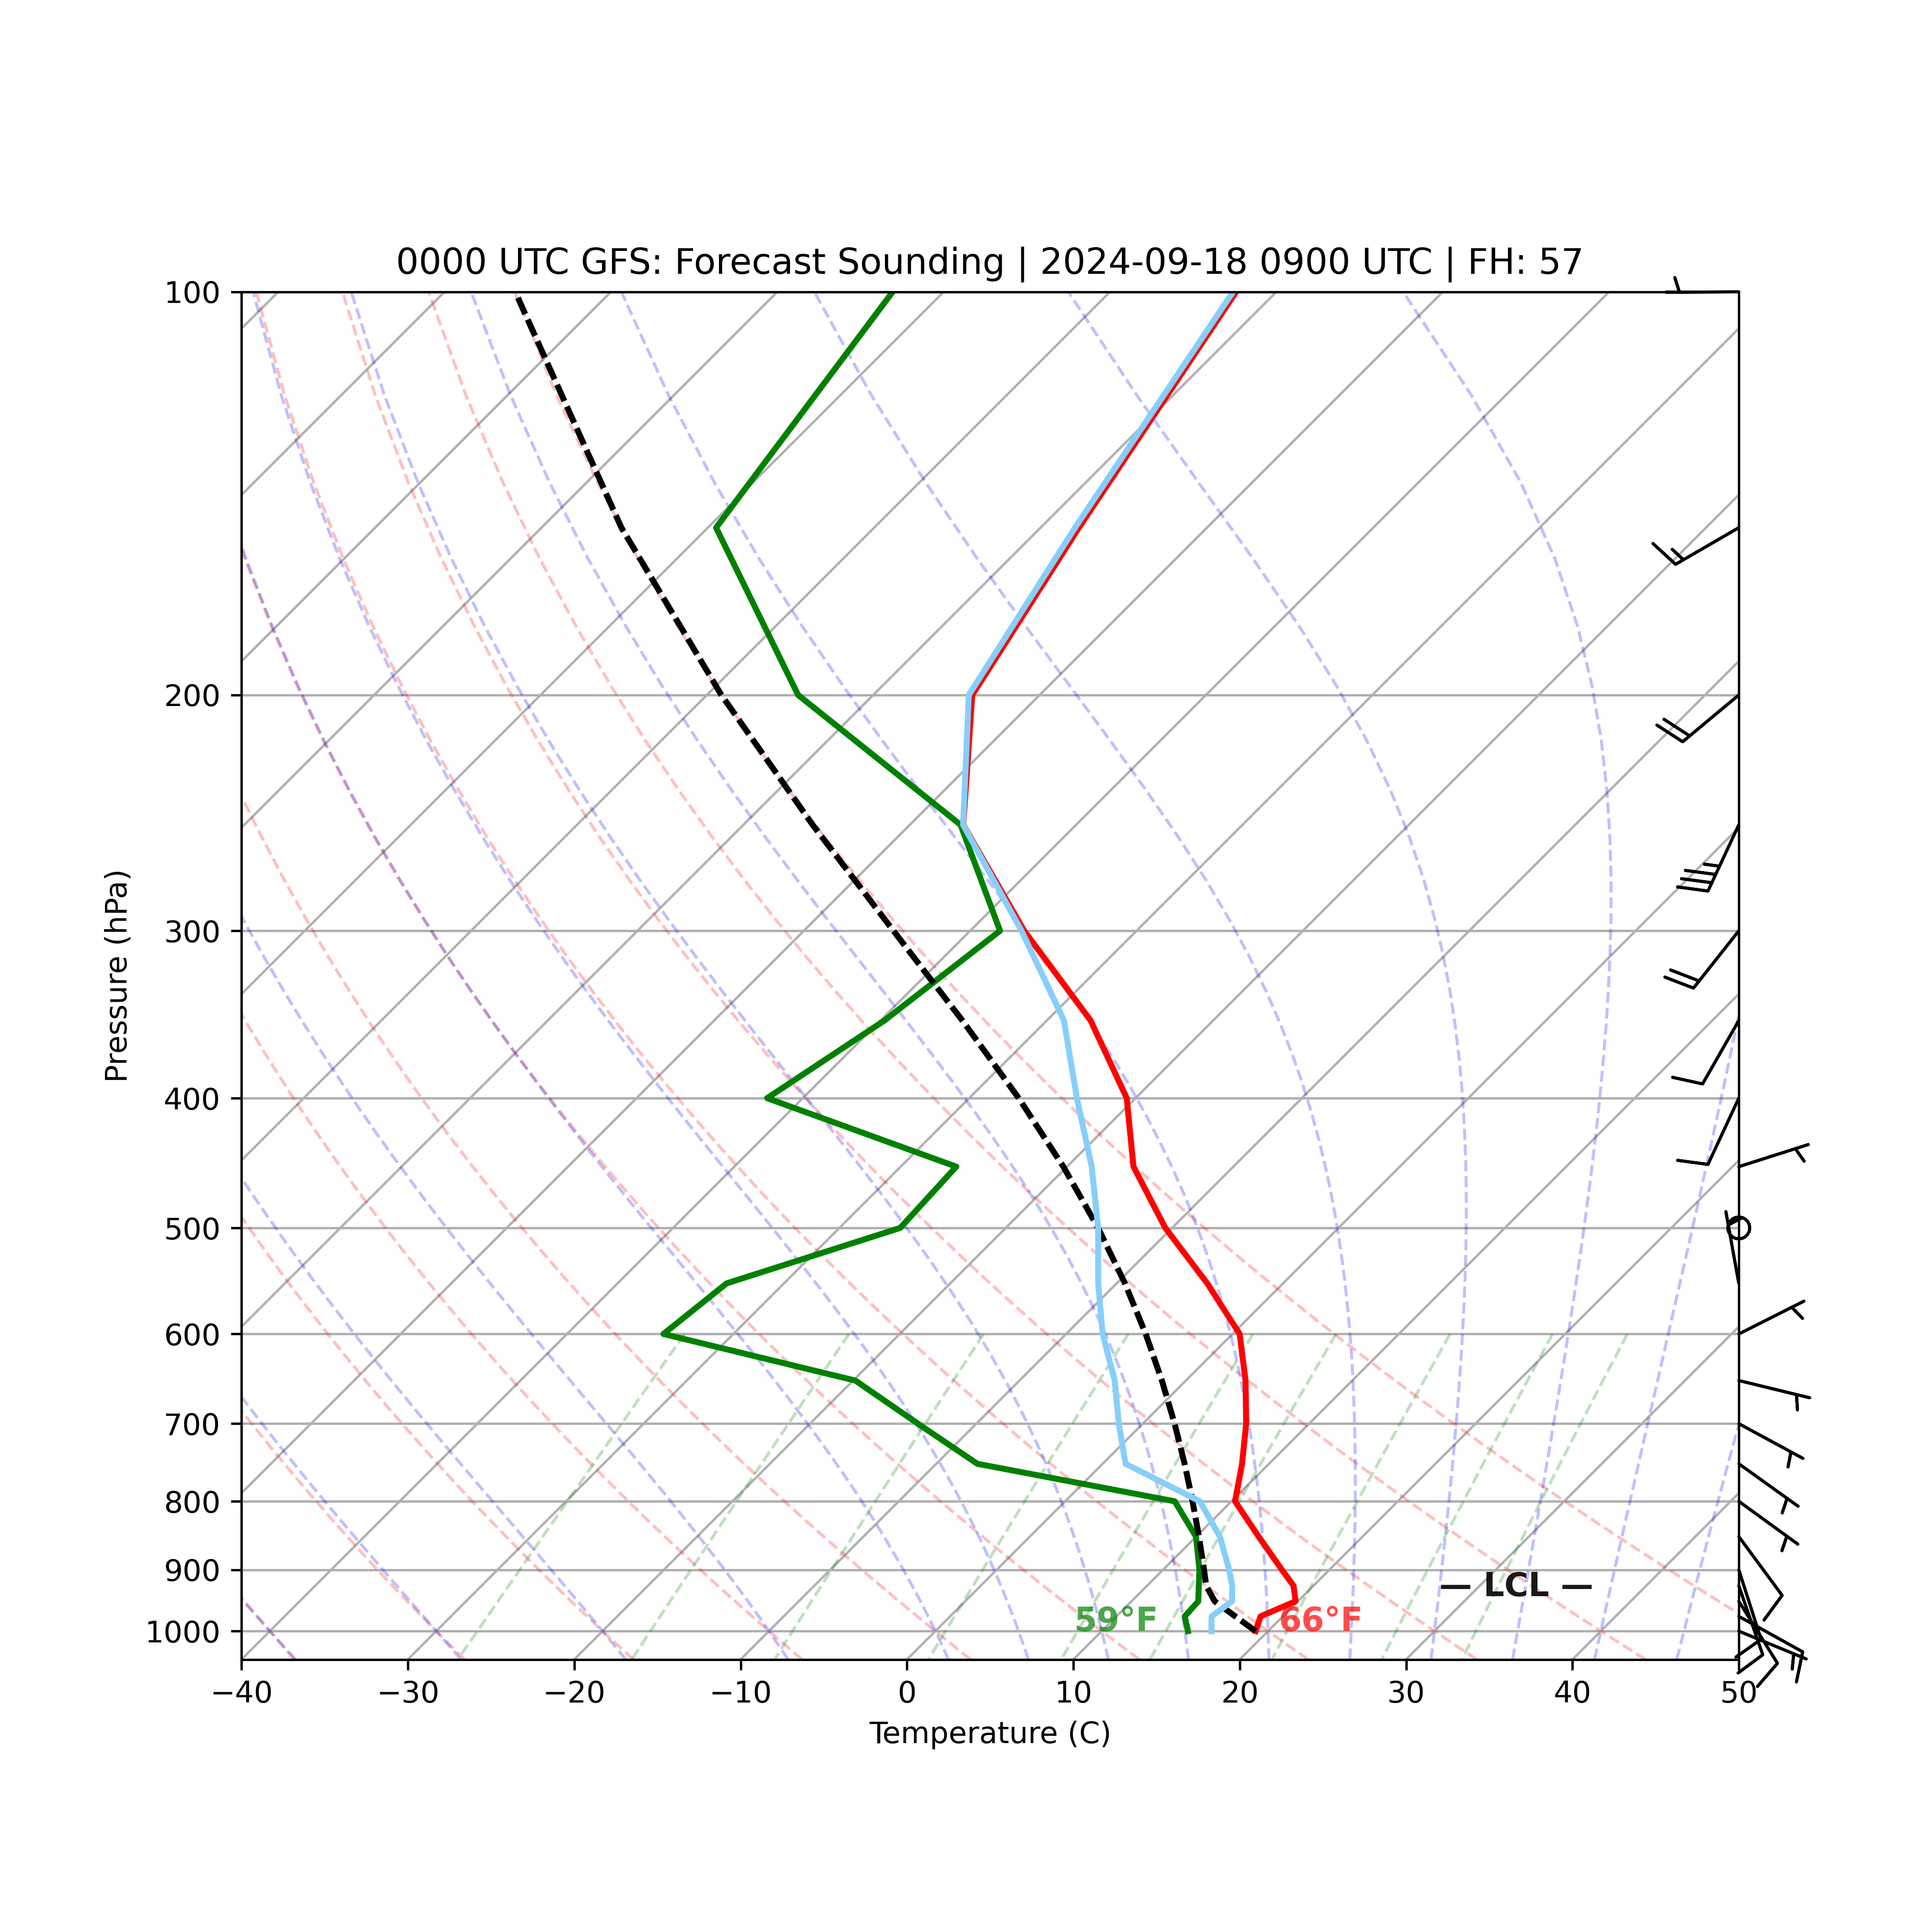 0000 UTC GFS: Forecast Sounding | 2024-09-18 0900 UTC | FH: 57
100
200
300
400
500
600
700
800
900
1000
Pressure (hPa)
— LCL —
59°F
66°F
−40 −30 −20 −10 0 10 20 30 40 50
Temperature (C)